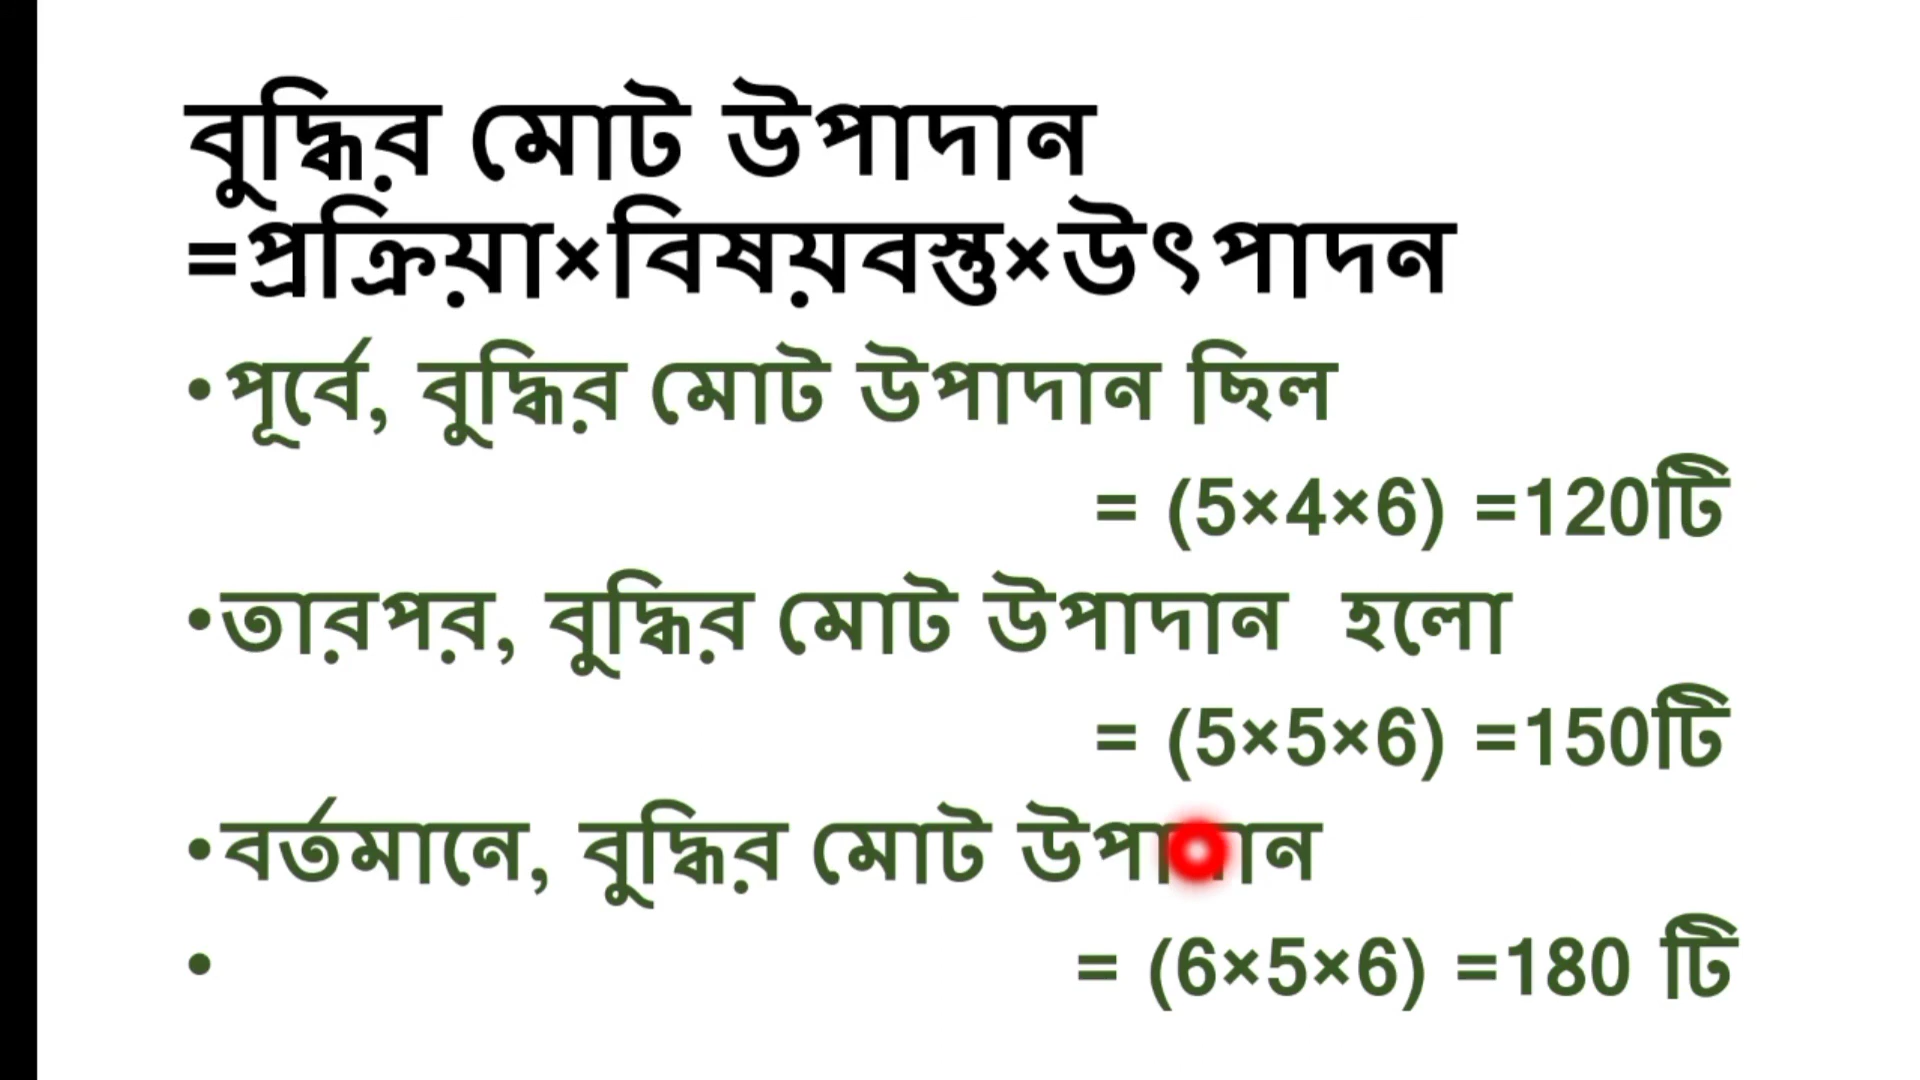 বুদ্ধির মোট উপাদান
=প্রক্রিয়া×বিষয়বস্তু×উৎপাদন
•পূর্বে, বুদ্ধির মোট উপাদান ছিল
= (5×4×6) =120টি
•তারপর, বুদ্ধির মোট উপাদান হলো
= (5×5×6) =150টি
•বর্তমানে, বুদ্ধির মোট উপাদান
• = (6×5×6) =180 টি